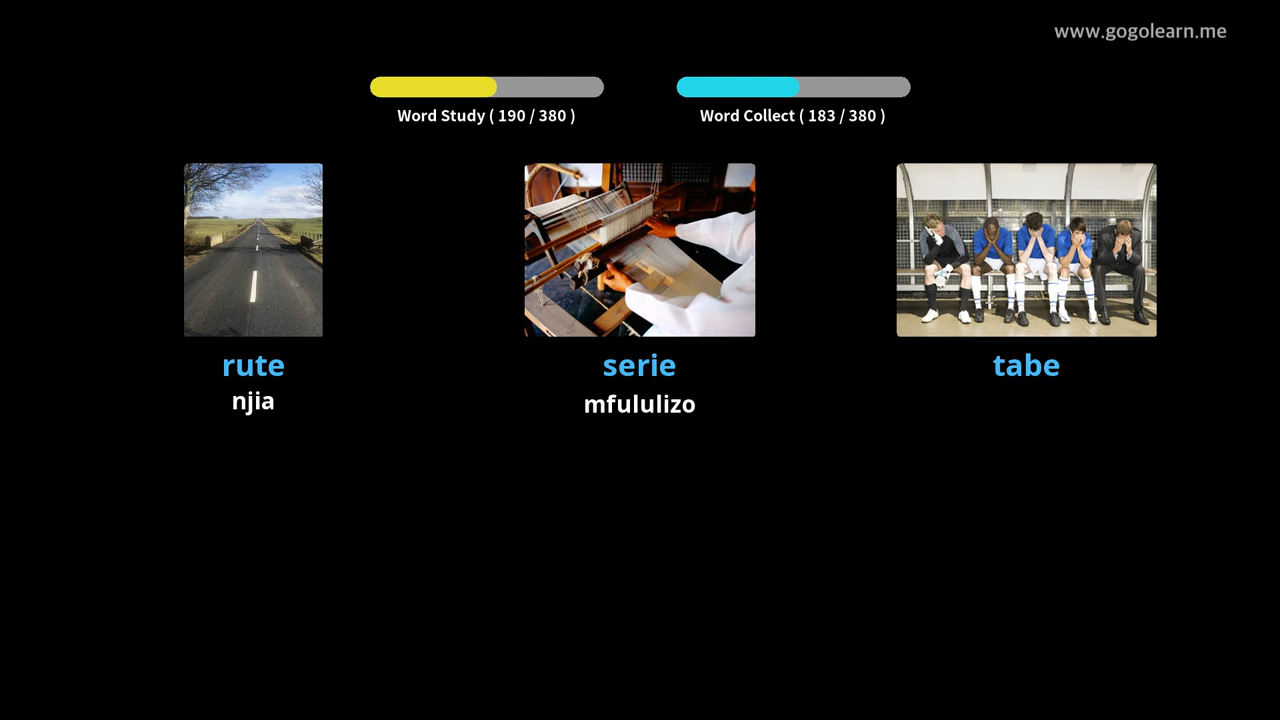 www.gogolearn.me
Word Study ( 190 / 380 )
Word Collect ( 183 / 380 )
rute
njia
serie
mfululizo
tabe